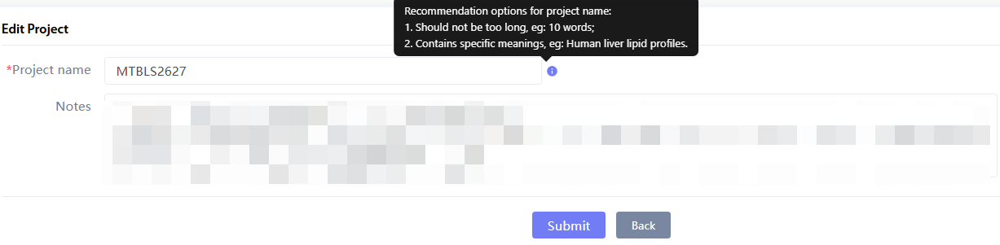 Recommendation options for project name:
1. Should not be too long, eg: 10 words;
2. Contains specific meanings, eg: Human liver lipid profiles.
Edit Project
*Project name
MTBLS2627
Notes
Submit
Back